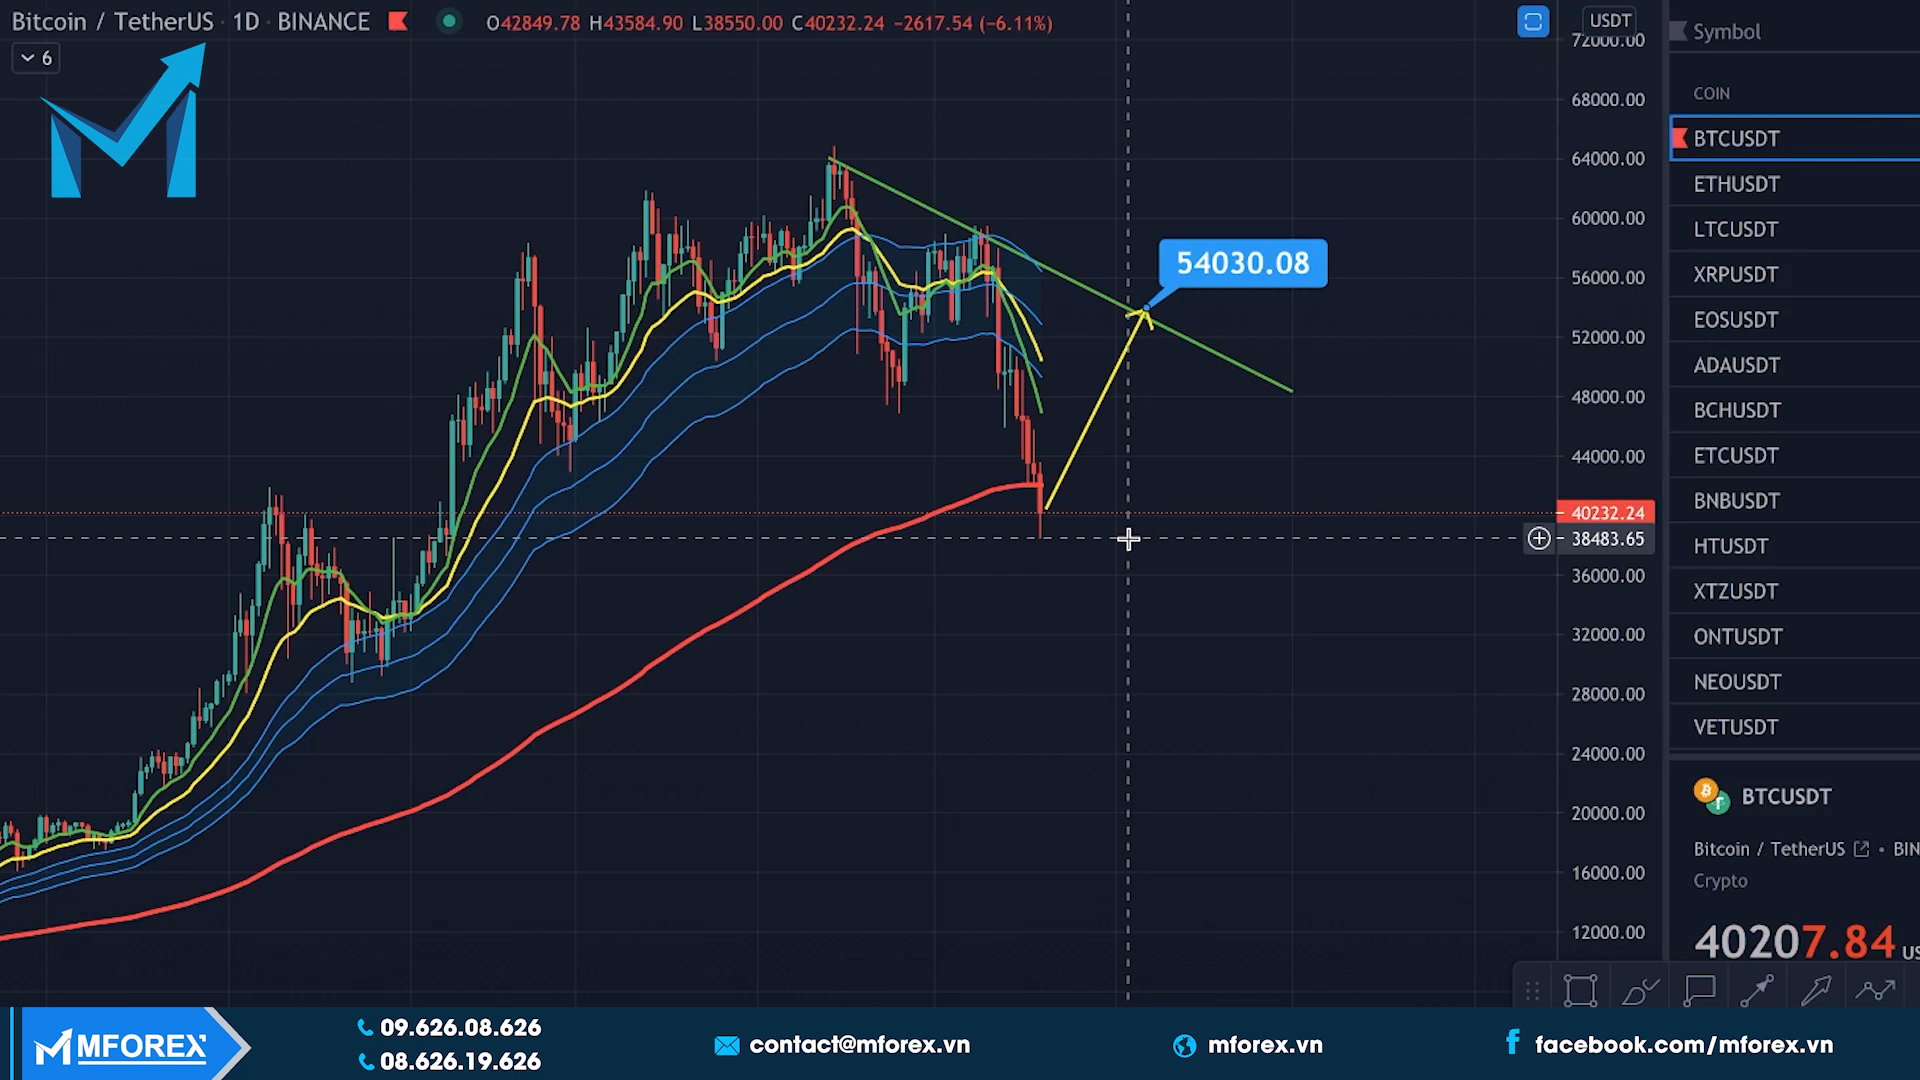 Bitcoin / TetherUS · 1D · BINANCE O42849.78 H43584.90 L38550.00 C40232.24 −2617.54 (−6.11%)
6
USDT
72000.00
68000.00
64000.00
60000.00
56000.00
52000.00
48000.00
44000.00
40232.24
38483.65
36000.00
32000.00
28000.00
24000.00
20000.00
16000.00
12000.00
54030.08
Symbol
COIN
BTCUSDT
ETHUSDT
LTCUSDT
XRPUSDT
EOSUSDT
ADAUSDT
BCHUSDT
ETCUSDT
BNBUSDT
HTUSDT
XTZUSDT
ONTUSDT
NEOUSDT
VETUSDT
BTCUSDT
Bitcoin / TetherUS • BIN
Crypto
40207.84 US
MFOREX
09.626.08.626
08.626.19.626
contact@mforex.vn
mforex.vn
facebook.com/mforex.vn